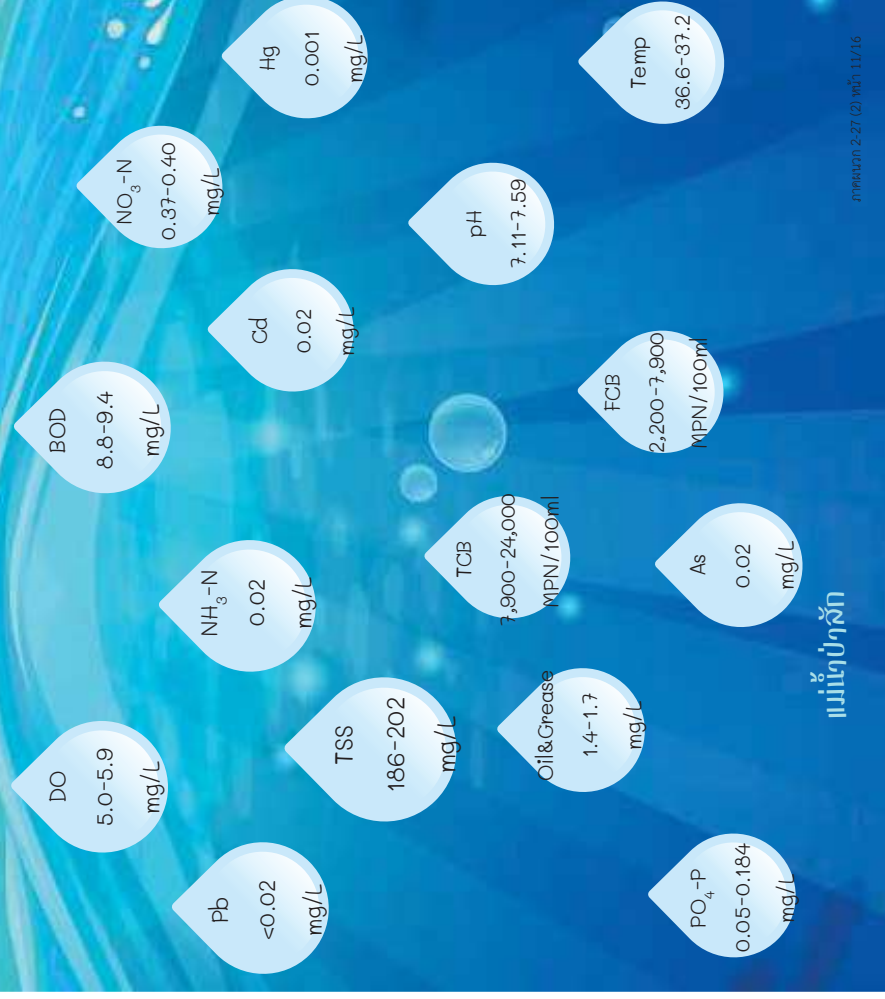 DO
5.0-5.9
mg/L
BOD
8.8-9.4
mg/L
NO₃-N
0.37-0.40
mg/L
Pb
<0.02
mg/L
NH₃-N
0.02
mg/L
Cd
0.02
mg/L
Hg
0.001
mg/L
TSS
186-202
mg/L
TCB
7,900-24,000
MPN/100ml
pH
7.11-7.59
Oil&Grease
1.4-1.7
mg/L
FCB
2,200-7,900
MPN/100ml
Temp
36.6-37.2
PO₄-P
0.05-0.184
mg/L
As
0.02
mg/L
แม่น้ำป่าสัก
ภาคผนวก 2-27 (2) หน้า 11/16